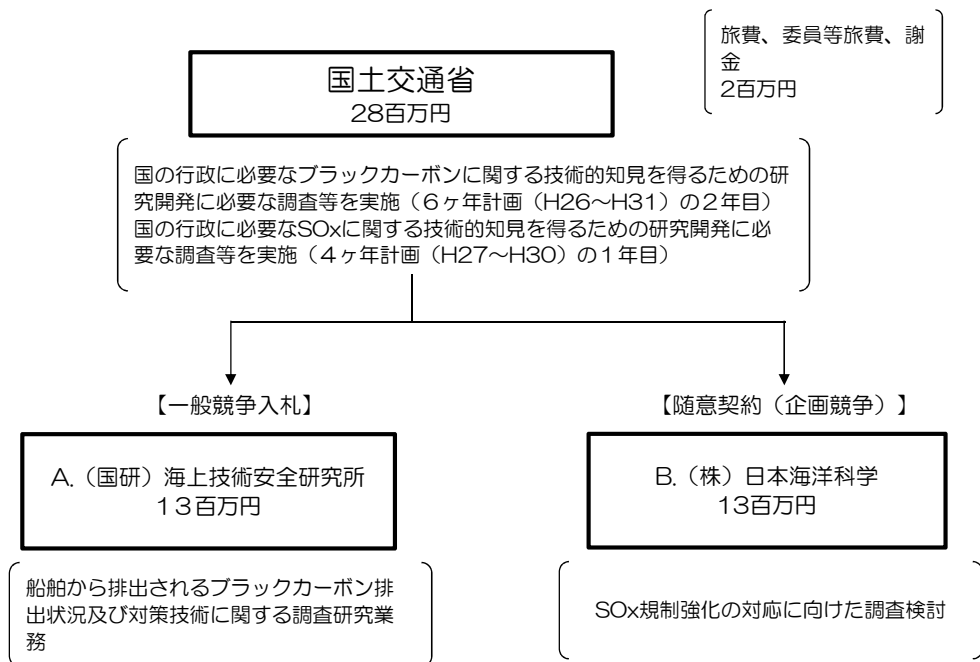 旅費、委員等旅費、謝
金
2百万円
国土交通省
28百万円
国の行政に必要なブラックカーボンに関する技術的知見を得るための研
究開発に必要な調査等を実施（６ヶ年計画（H26～H31）の２年目）
国の行政に必要なSOxに関する技術的知見を得るための研究開発に必
要な調査等を実施（４ヶ年計画（H27～H30）の１年目）
【一般競争入札】
【随意契約（企画競争）】
A.（国研）海上技術安全研究所
１３百万円
B.（株）日本海洋科学
13百万円
船舶から排出されるブラックカーボン排
出状況及び対策技術に関する調査研究業
務
SOx規制強化の対応に向けた調査検討